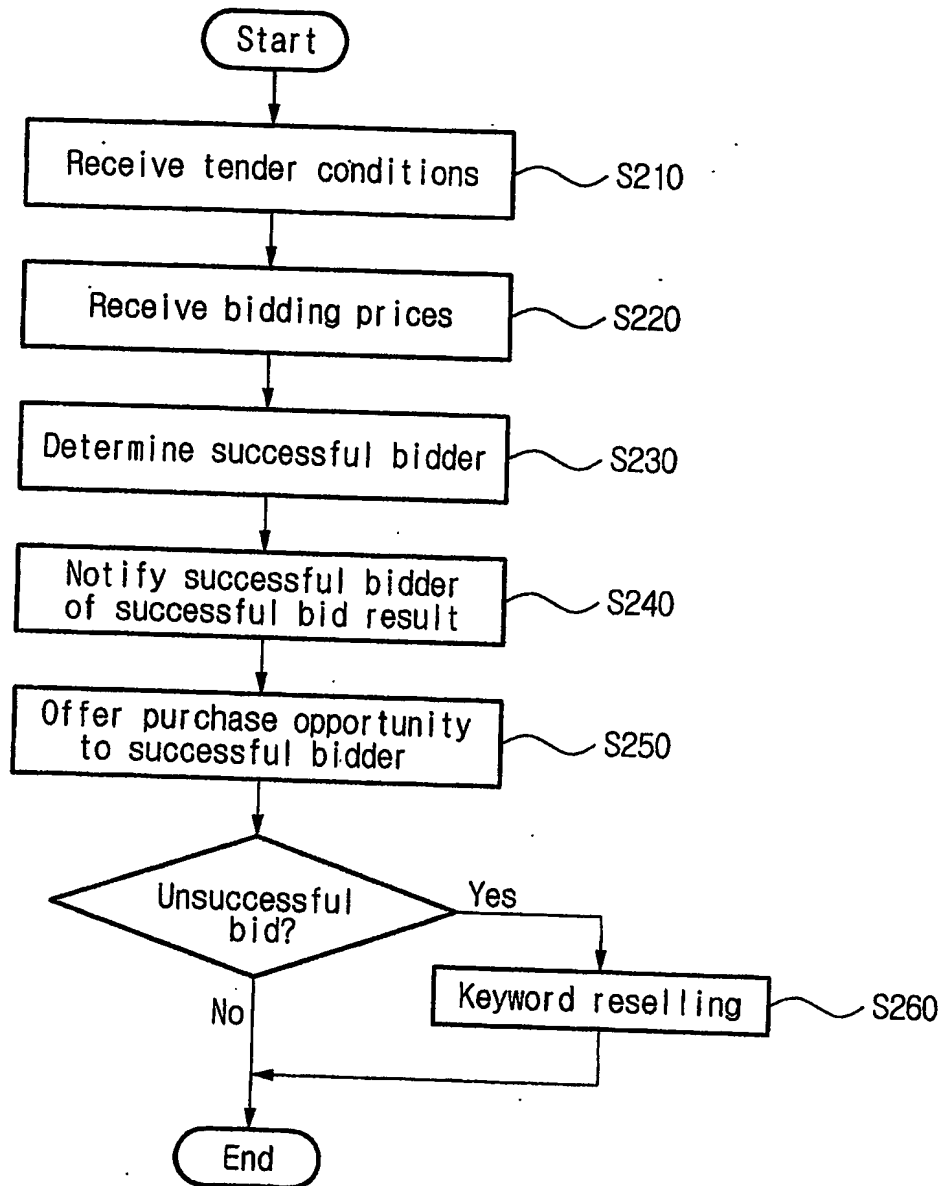 Start
Receive tender conditions
S210
Receive bidding prices
S220
Determine successful bidder
S230
Notify successful bidder
of successful bid result
S240
Offer purchase opportunity
to successful bidder
S250
Unsuccessful
bid?
Yes
No
Keyword reselling
S260
End